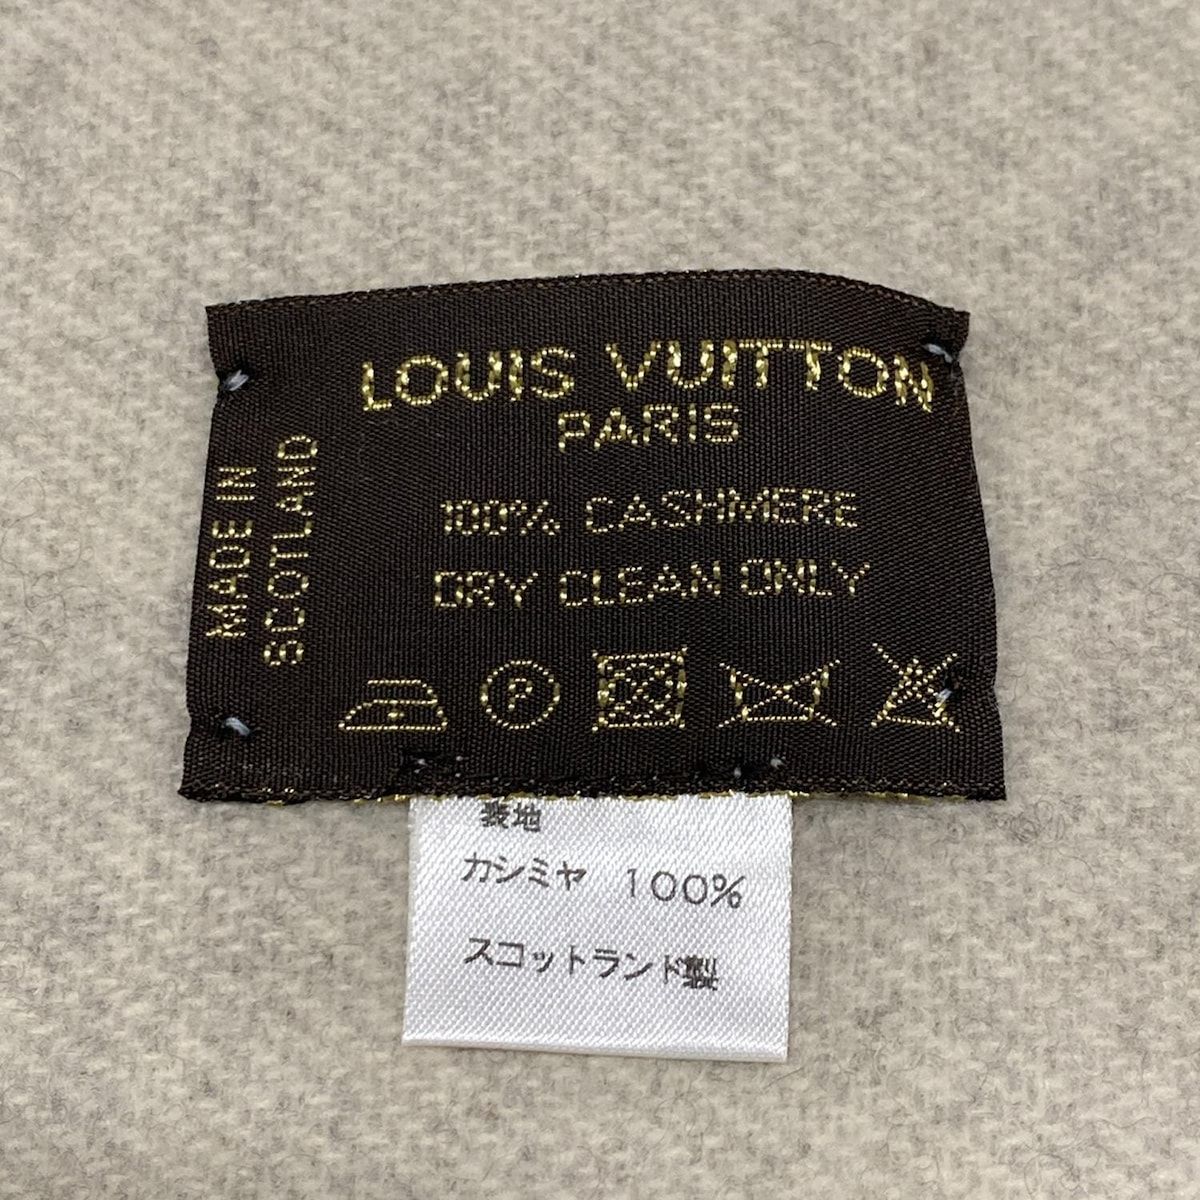 LOUIS VUITTON
PARIS
100% CASHMERE
DRY CLEAN ONLY
MADE IN
SCOTLAND
P
表地
カシミヤ 100%
スコットランド製